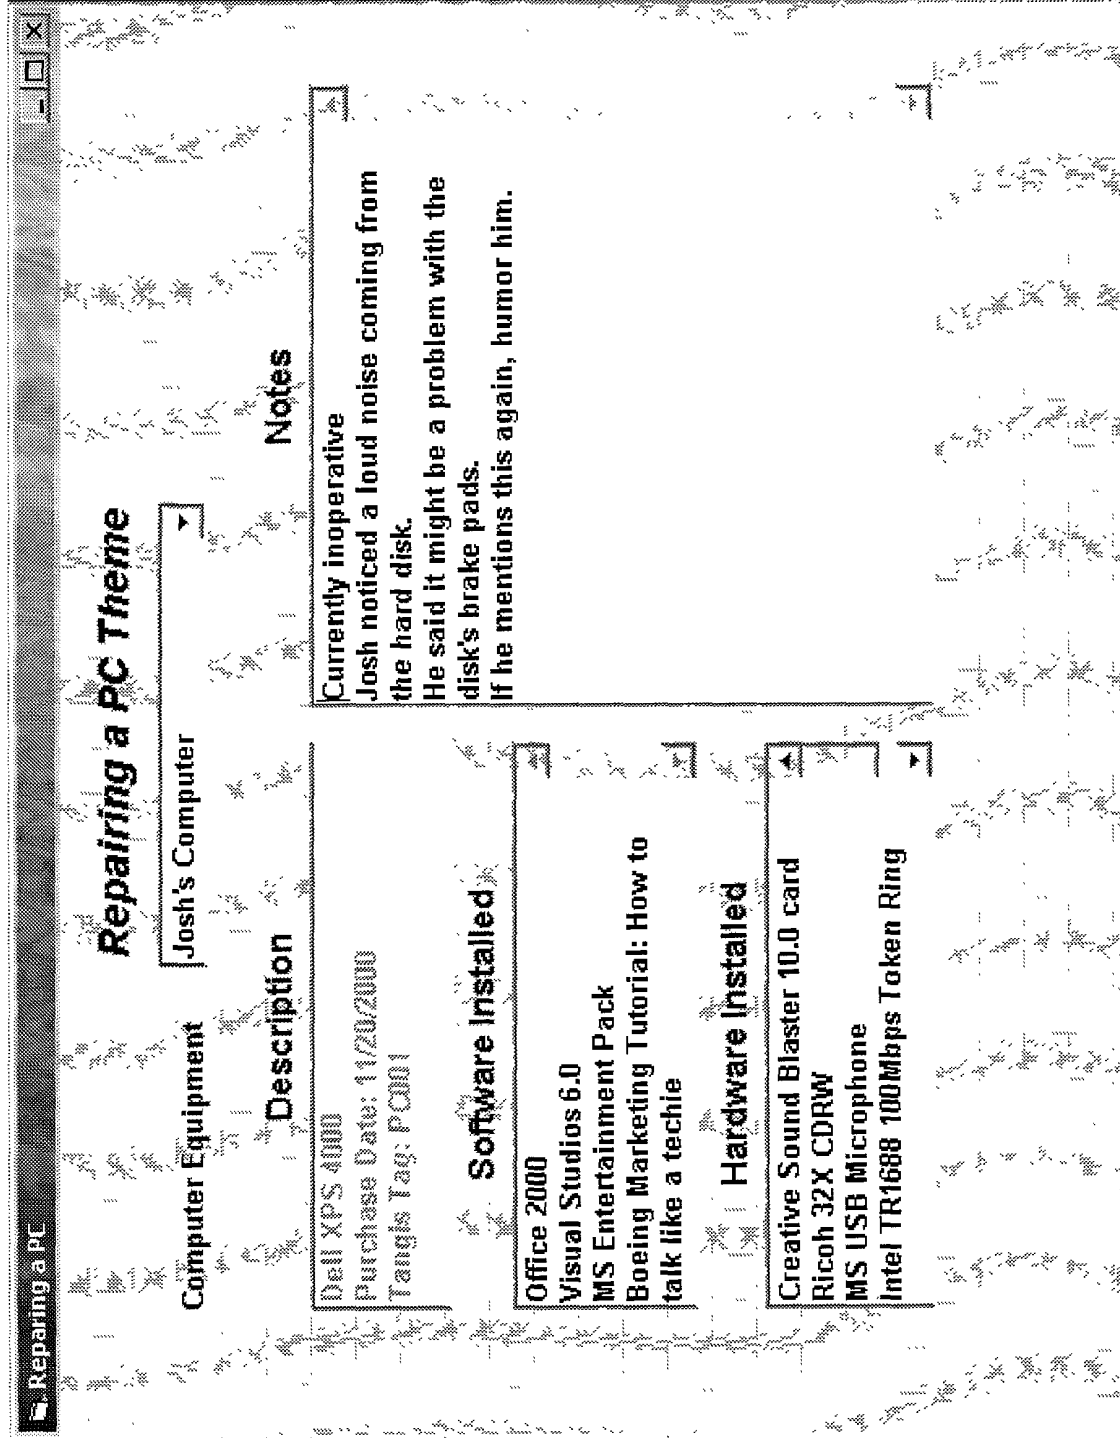 Reparing a PC
Repairing a PC Theme
Computer Equipment
Josh's Computer
Description
Dell XPS 4000
Purchase Date: 11/20/2000
Tangis Tag: PC001
Software Installed
Office 2000
Visual Studios 6.0
MS Entertainment Pack
Boeing Marketing Tutorial: How to
talk like a techie
Hardware Installed
Creative Sound Blaster 10.0 card
Ricoh 32X CDRW
MS USB Microphone
Intel TR1688 100Mbps Token Ring
Notes
Currently inoperative
Josh noticed a loud noise coming from
the hard disk.
He said it might be a problem with the
disk's brake pads.
If he mentions this again, humor him.